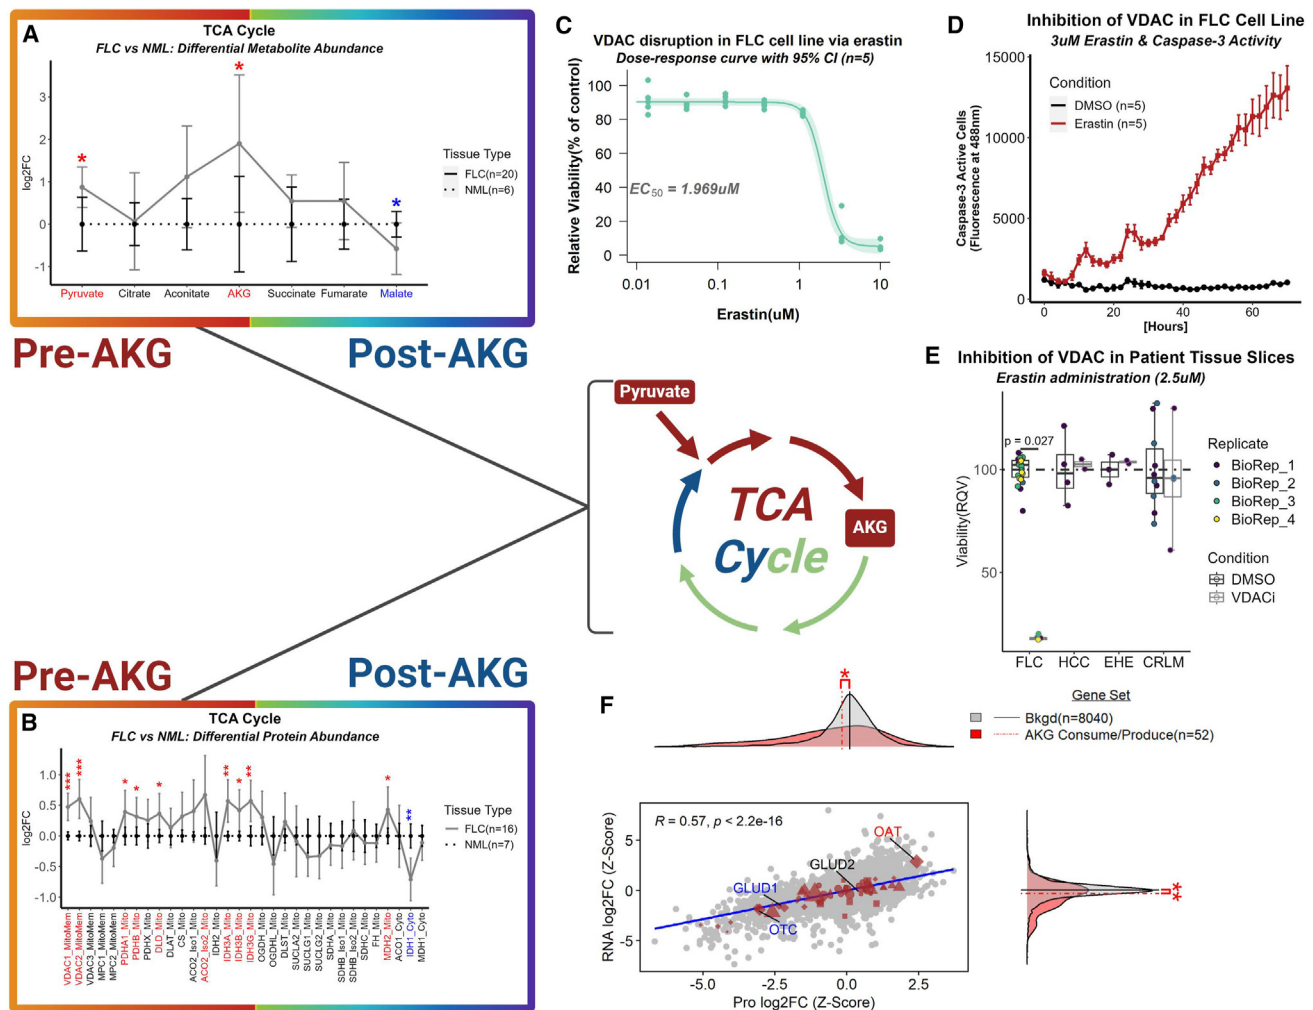 A
TCA Cycle
FLC vs NML: Differential Metabolite Abundance
*
*
*
log2FC
3
2
1
0
-1
Tissue Type
FLC(n=20)
NML(n=6)
Pyruvate Citrate Aconitate AKG Succinate Fumarate Malate
Pre-AKG Post-AKG
C
VDAC disruption in FLC cell line via erastin
Dose-response curve with 95% CI (n=5)
Relative Viability(% of control)
100
80
60
40
20
0
EC50 = 1.969uM
0.01 0.1 1 10
Erastin(uM)
D
Inhibition of VDAC in FLC Cell Line
3uM Erastin & Caspase-3 Activity
Caspase-3 Active Cells
(Fluorescence at 488nm)
15000
10000
5000
0
Condition
DMSO (n=5)
Erastin (n=5)
0 20 40 60
[Hours]
Pyruvate
TCA
Cycle
AKG
E
Inhibition of VDAC in Patient Tissue Slices
Erastin administration (2.5uM)
Viability(RQV)
100
50
p = 0.027
FLC HCC EHE CRLM
Replicate
BioRep_1
BioRep_2
BioRep_3
BioRep_4
Condition
DMSO
VDACi
Pre-AKG Post-AKG
B
TCA Cycle
FLC vs NML: Differential Protein Abundance
*** *** * * * ** * ** * **
log2FC
1.0
0.5
0.0
-0.5
-1.0
Tissue Type
FLC(n=16)
NML(n=7)
VDAC1_MitoMem
VDAC2_MitoMem
VDAC3_MitoMem
MPC1_MitoMem
MPC2_MitoMem
PDHA1_Mito
PDHB_Mito
PDHX_Mito
DLD_Mito
DLAT_Mito
CS_Mito
ACO2_Iso1_Mito
ACO2_Iso2_Mito
IDH2_Mito
IDH3A_Mito
IDH3B_Mito
IDH3G_Mito
OGDH_Mito
OGDHL_Mito
DLST_Mito
SUCLA2_Mito
SUCLG1_Mito
SUCLG2_Mito
SDHA_Mito
SDHB_Iso1_Mito
SDHB_Iso2_Mito
SDHC_Mito
FH_Mito
MDH2_Mito
ACO1_Cyto
IDH1_Cyto
MDH1_Cyto
F
*
Gene Set
Bkgd(n=8040)
AKG Consume/Produce(n=52)
R = 0.57, p < 2.2e-16
OAT
GLUD2
GLUD1
OTC
RNA log2FC (Z-Score)
5
0
-5
-5.0 -2.5 0.0 2.5
Pro log2FC (Z-Score)
**